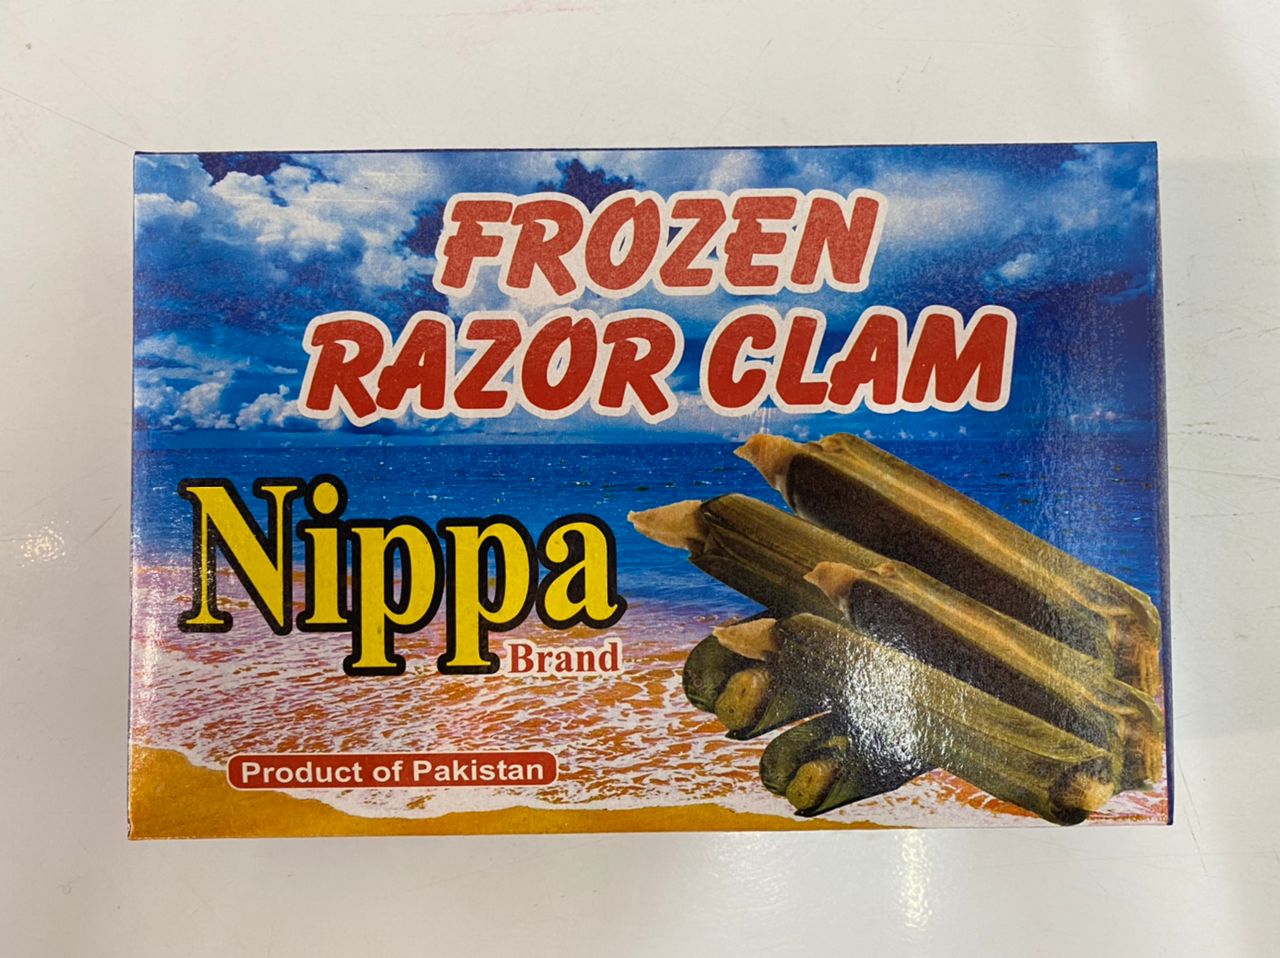 FROZEN
RAZOR CLAM
Nippa
Brand
Product of Pakistan